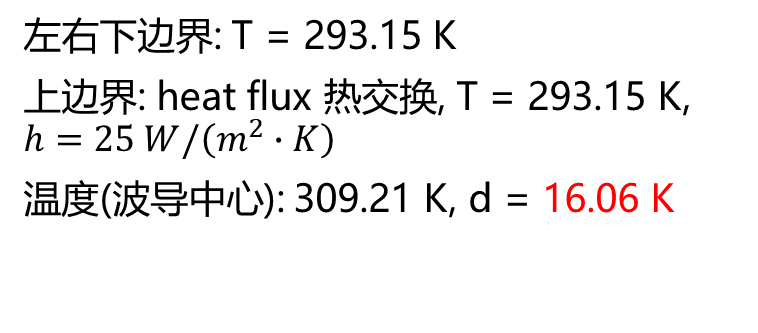 左右下边界: T = 293.15 K
上边界: heat flux 热交换, T = 293.15 K,
h = 25 W/(m² · K)
温度(波导中心): 309.21 K, d = 16.06 K